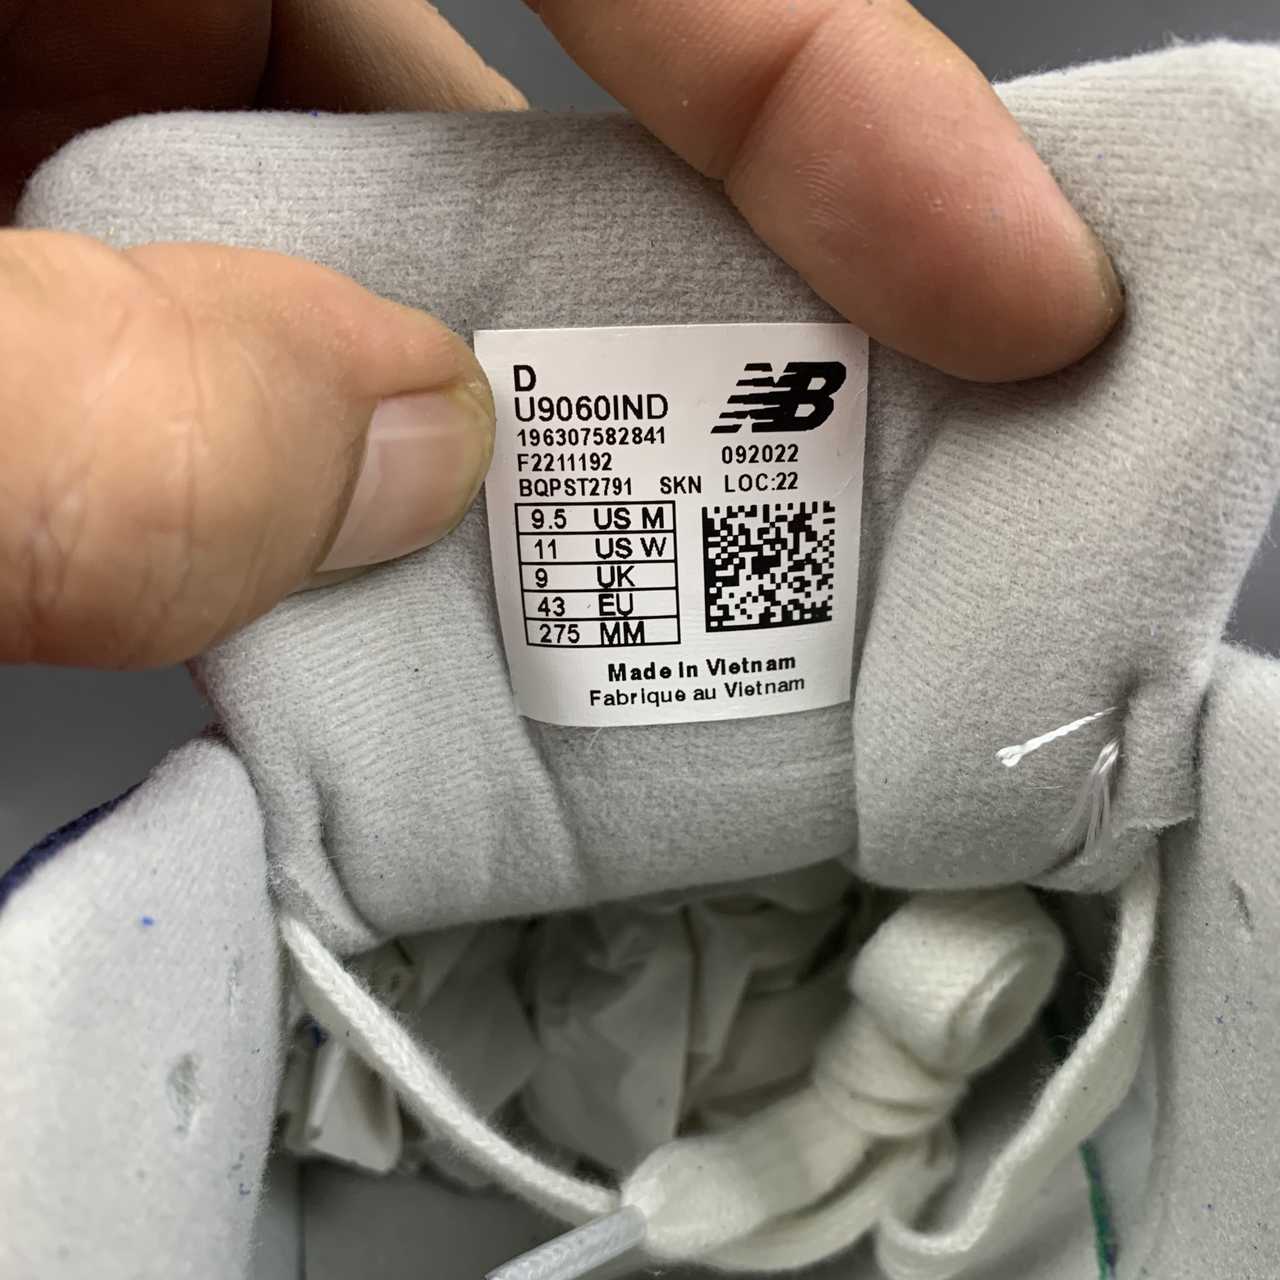 D
NB
U9060IND
196307582841
F2211192 092022
BQPST2791 SKN LOC:22
9.5 US M
11 US W
9 UK
43 EU
275 MM
Made in Vietnam
Fabrique au Vietnam